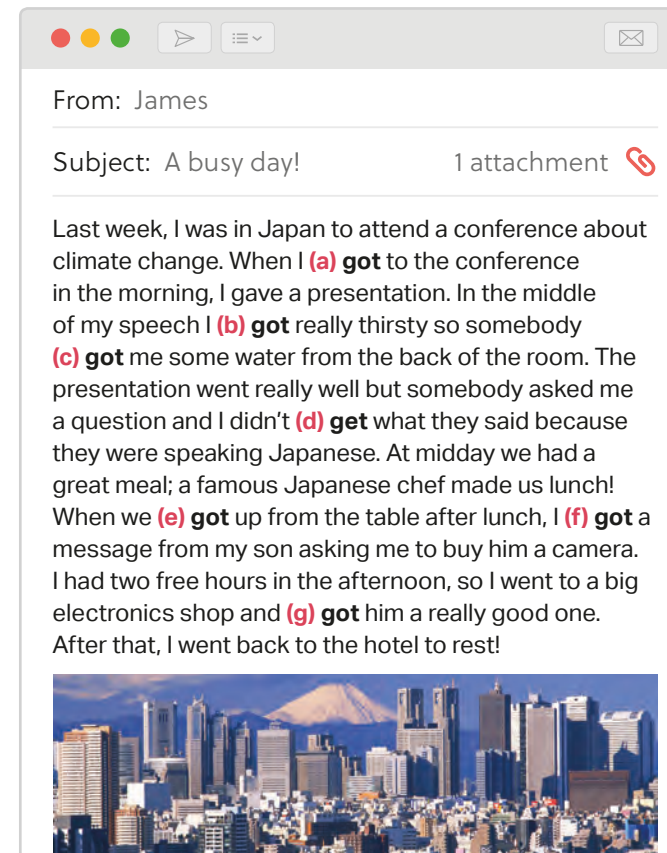 From: James
Subject: A busy day! 1 attachment
Last week, I was in Japan to attend a conference about
climate change. When I (a) got to the conference
in the morning, I gave a presentation. In the middle
of my speech I (b) got really thirsty so somebody
(c) got me some water from the back of the room. The
presentation went really well but somebody asked me
a question and I didn’t (d) get what they said because
they were speaking Japanese. At midday we had a
great meal; a famous Japanese chef made us lunch!
When we (e) got up from the table after lunch, I (f) got a
message from my son asking me to buy him a camera.
I had two free hours in the afternoon, so I went to a big
electronics shop and (g) got him a really good one.
After that, I went back to the hotel to rest!